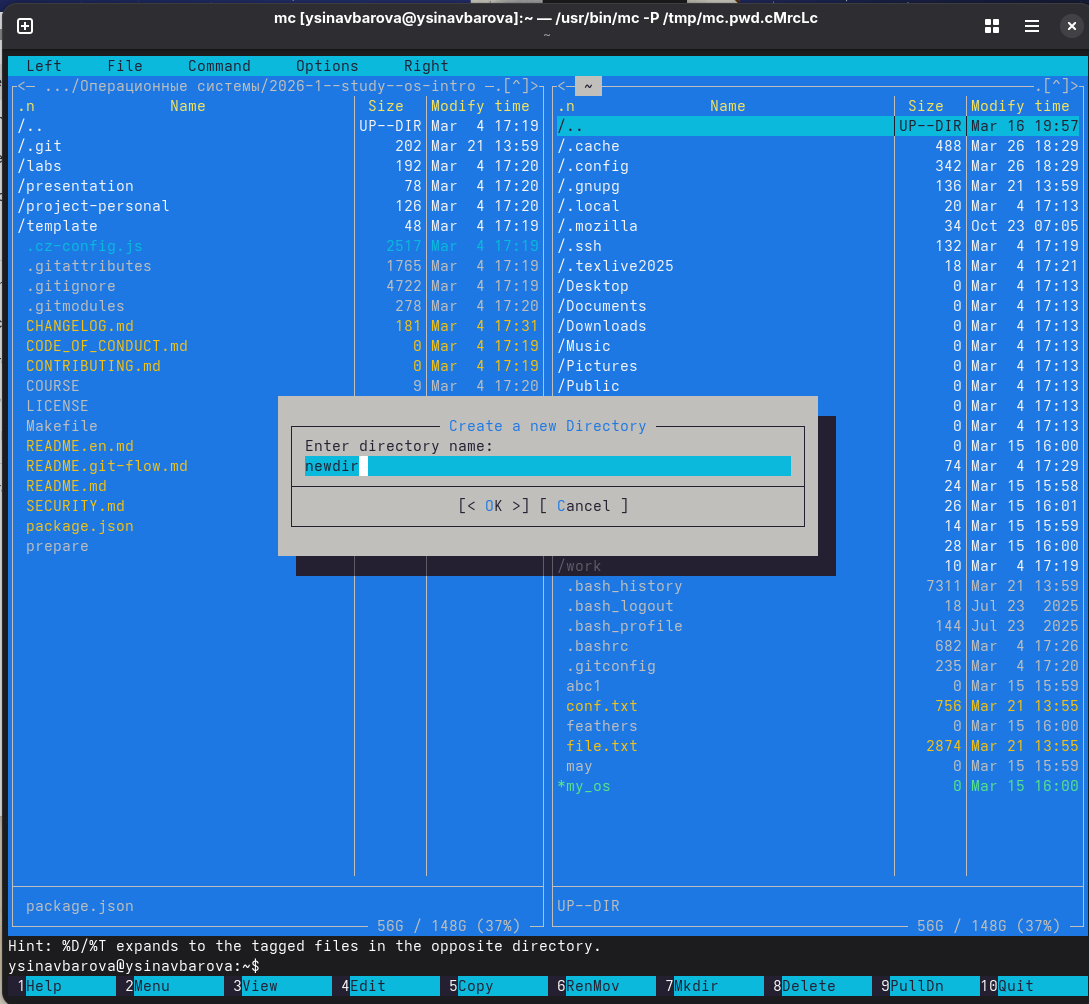 mc [ysinavbarova@ysinavbarova]:~ — /usr/bin/mc -P /tmp/mc.pwd.cMrcLc
~
Left File Command Options Right
<— .../Операционные системы/2026-1--study--os-intro —.[^]>
.n Name Size Modify time
/.. UP--DIR Mar 4 17:19
/.git 202 Mar 21 13:59
/labs 192 Mar 4 17:20
/presentation 78 Mar 4 17:20
/project-personal 126 Mar 4 17:20
/template 48 Mar 4 17:19
.cz-config.js 2517 Mar 4 17:19
.gitattributes 1765 Mar 4 17:19
.gitignore 4722 Mar 4 17:19
.gitmodules 278 Mar 4 17:20
CHANGELOG.md 181 Mar 4 17:31
CODE_OF_CONDUCT.md 0 Mar 4 17:19
CONTRIBUTING.md 0 Mar 4 17:19
COURSE 9 Mar 4 17:20
LICENSE
Makefile
README.en.md
README.git-flow.md
README.md
SECURITY.md
package.json
prepare
package.json
56G / 148G (37%)
<— ~ .[^]>
.n Name Size Modify time
/.. UP--DIR Mar 16 19:57
/.cache 488 Mar 26 18:29
/.config 342 Mar 26 18:29
/.gnupg 136 Mar 21 13:59
/.local 20 Mar 4 17:13
/.mozilla 34 Oct 23 07:05
/.ssh 132 Mar 4 17:19
/.texlive2025 18 Mar 4 17:21
/Desktop 0 Mar 4 17:13
/Documents 0 Mar 4 17:13
/Downloads 0 Mar 4 17:13
/Music 0 Mar 4 17:13
/Pictures 0 Mar 4 17:13
/Public 0 Mar 4 17:13
0 Mar 4 17:13
0 Mar 4 17:13
0 Mar 15 16:00
74 Mar 4 17:29
24 Mar 15 15:58
26 Mar 15 16:01
14 Mar 15 15:59
28 Mar 15 16:00
/work 10 Mar 4 17:19
.bash_history 7311 Mar 21 13:59
.bash_logout 18 Jul 23 2025
.bash_profile 144 Jul 23 2025
.bashrc 682 Mar 4 17:26
.gitconfig 235 Mar 4 17:20
abc1 0 Mar 15 15:59
conf.txt 756 Mar 21 13:55
feathers 0 Mar 15 16:00
file.txt 2874 Mar 21 13:55
may 0 Mar 15 15:59
*my_os 0 Mar 15 16:00
UP--DIR
56G / 148G (37%)
Create a new Directory
Enter directory name:
newdir
[< OK >] [ Cancel ]
Hint: %D/%T expands to the tagged files in the opposite directory.
ysinavbarova@ysinavbarova:~$
1Help 2Menu 3View 4Edit 5Copy 6RenMov 7Mkdir 8Delete 9PullDn 10Quit